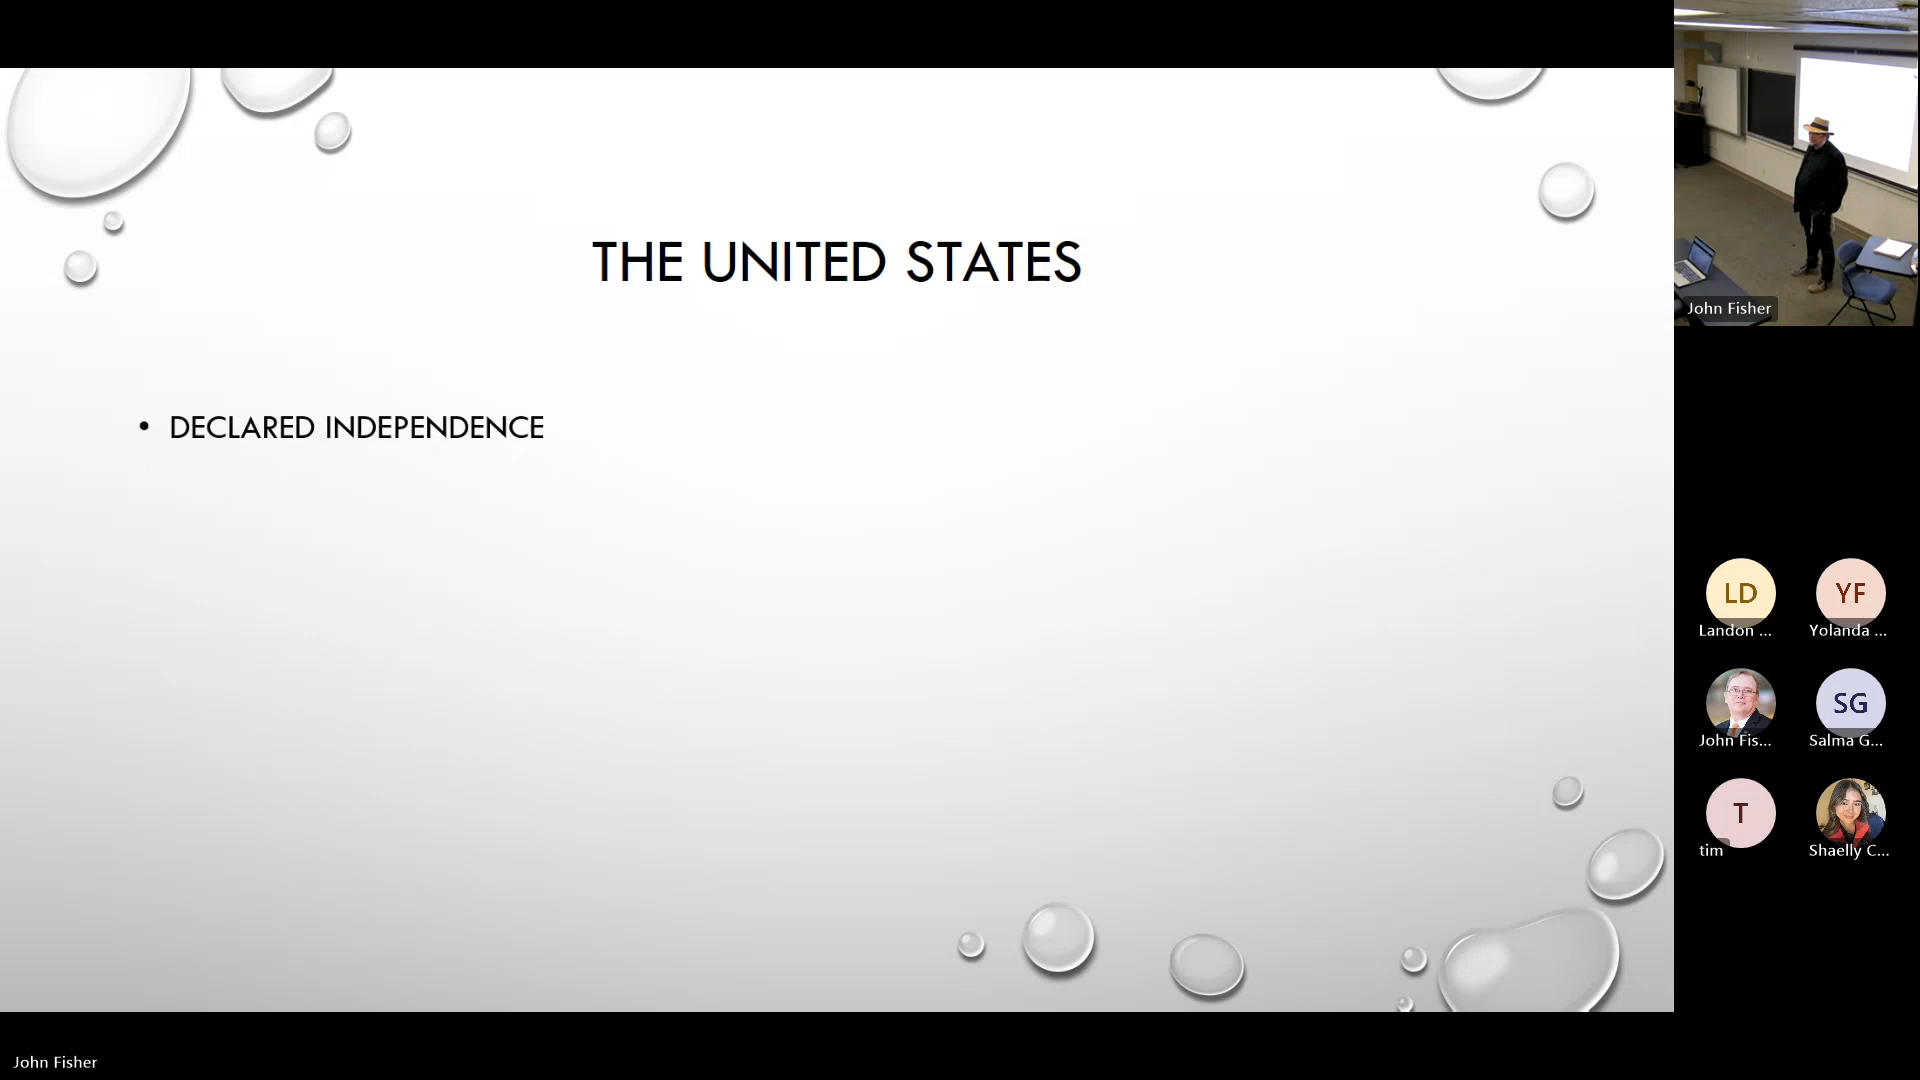 THE UNITED STATES
• DECLARED INDEPENDENCE
John Fisher
LD
Landon ...
YF
Yolanda ...
John Fis...
SG
Salma G...
T
tim
Shaelly C...
John Fisher